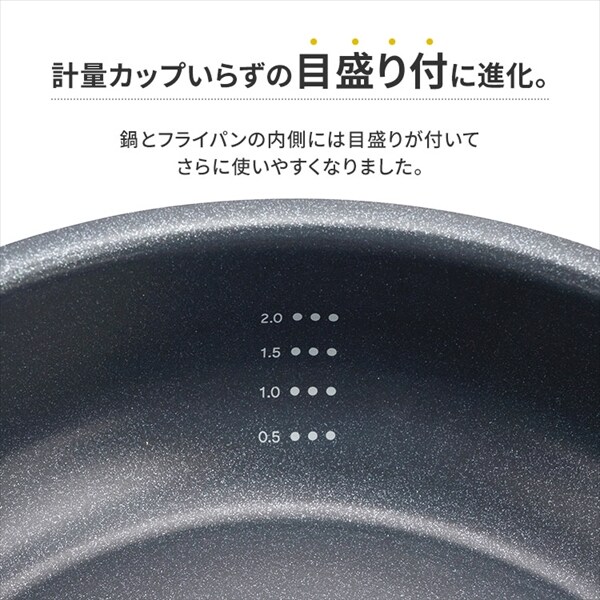 計量カップいらずの目盛り付に進化。
鍋とフライパンの内側には目盛りが付いて
さらに使いやすくなりました。
2.0
1.5
1.0
0.5